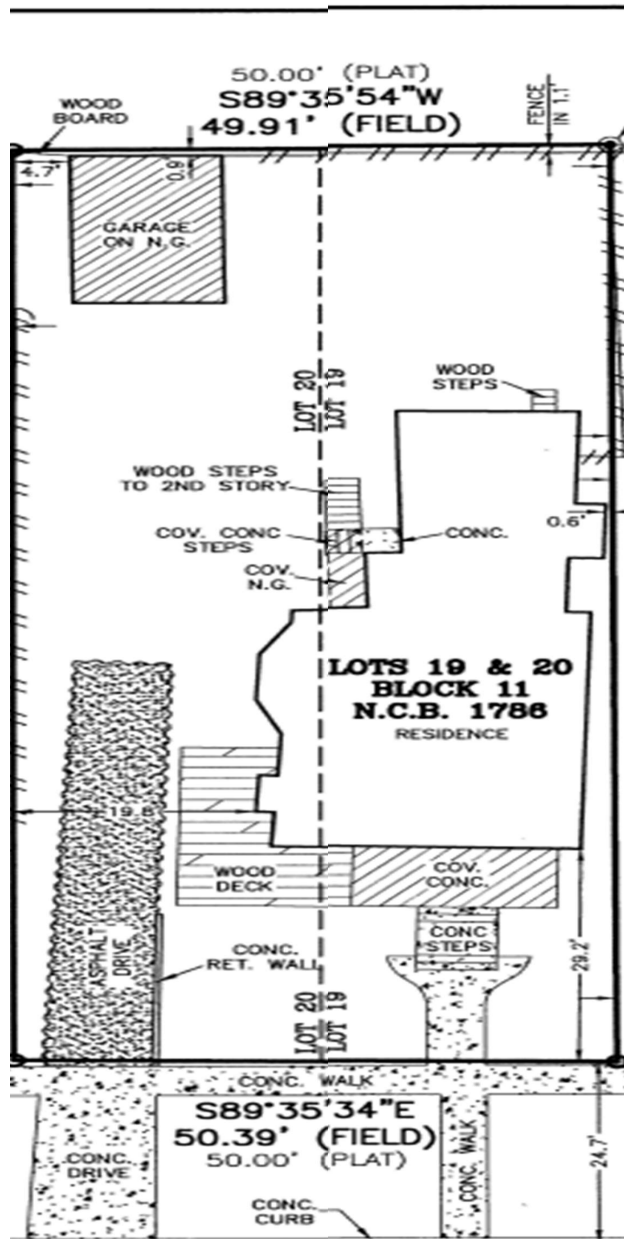 50.00' (PLAT)
S89°35'54"W
49.91' (FIELD)
WOOD
BOARD
FENCE
IN 1.1'
4.7'
0.9'
GARAGE
ON N.G.
LOT 20
LOT 19
WOOD
STEPS
WOOD STEPS
TO 2ND STORY
COV. CONC
STEPS
CONC.
0.6'
COV.
N.G.
LOTS 19 & 20
BLOCK 11
N.C.B. 1786
RESIDENCE
19.8'
WOOD
DECK
COV.
CONC.
CONC
STEPS
ASPHALT
DRIVE
CONC.
RET. WALL
29.2'
LOT 20
LOT 19
CONC. WALK
S89°35'34"E
50.39' (FIELD)
50.00' (PLAT)
CONC.
DRIVE
CONC. WALK
24.7'
CONC.
CURB